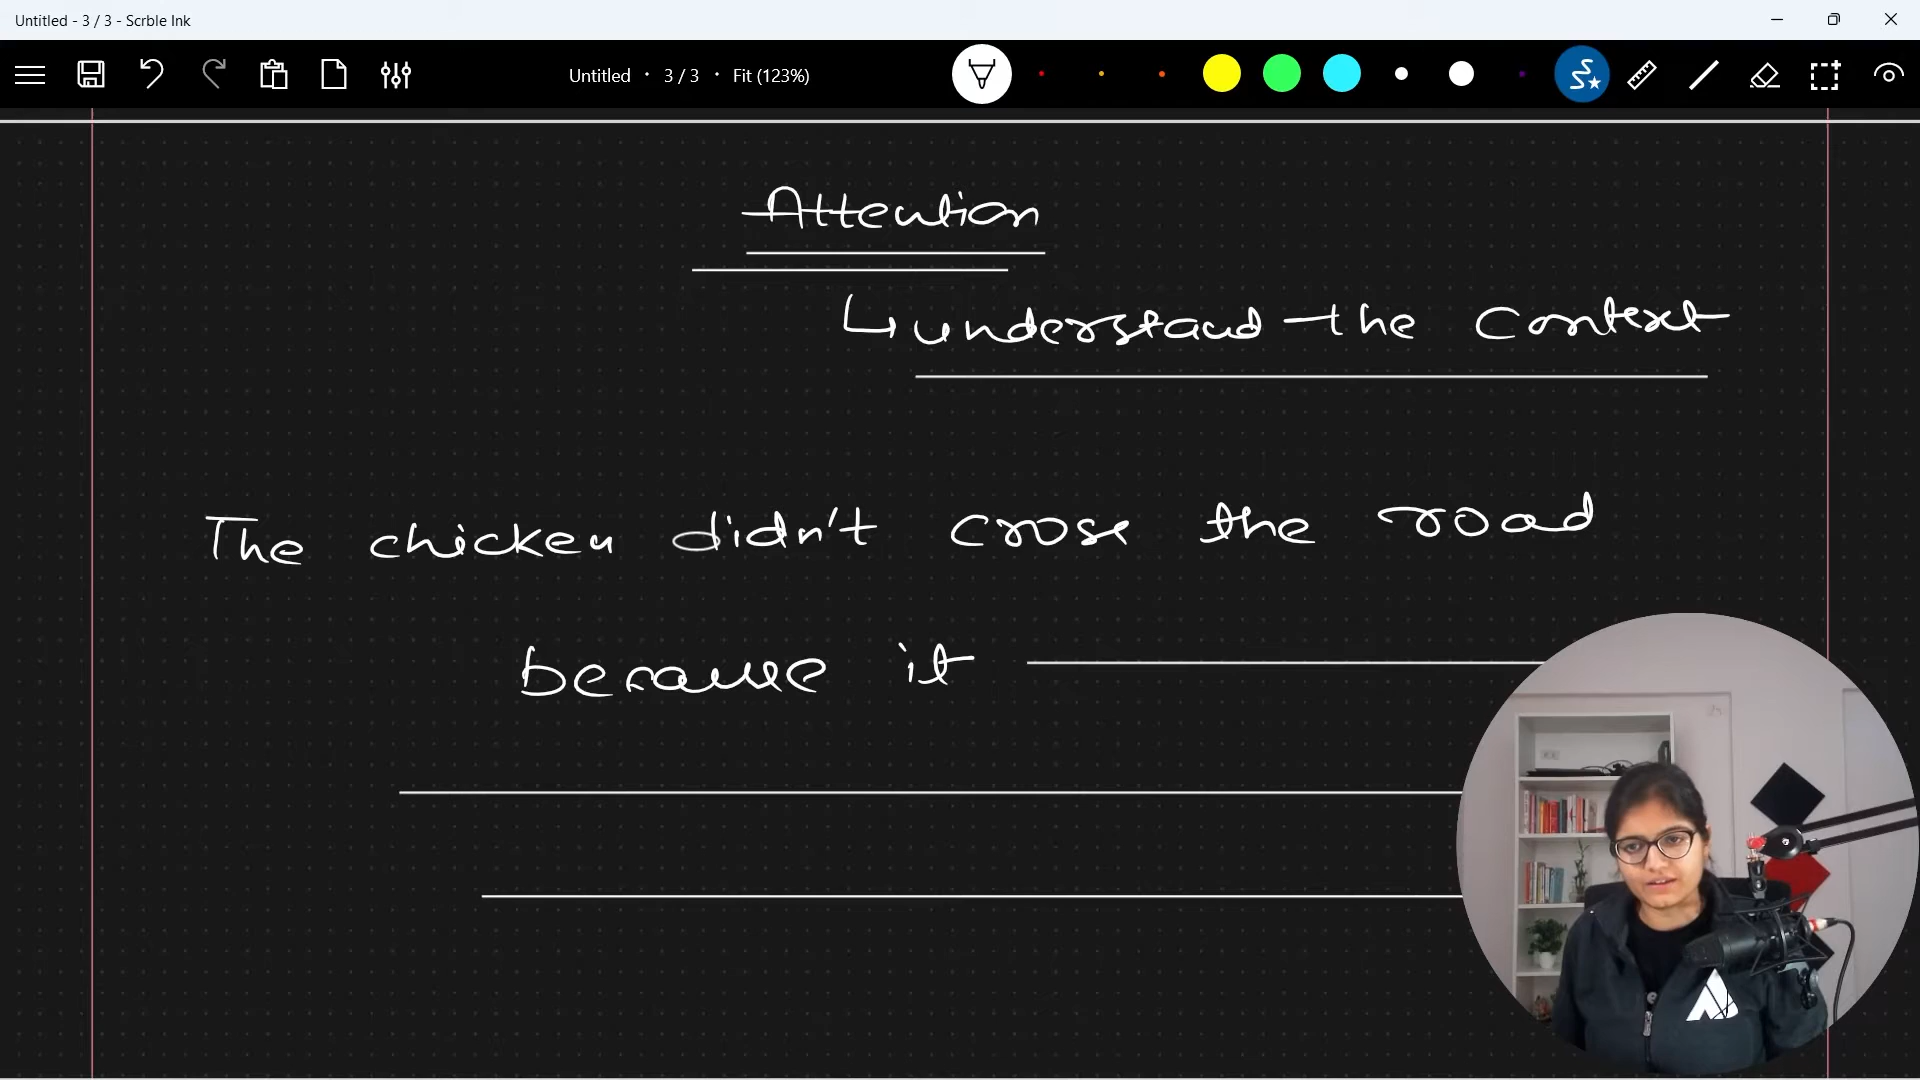 Untitled - 3 / 3 - Scrble Ink
Untitled • 3 / 3 • Fit (123%)
Attention
↳ understand the context
The chicken didn't cross the road
because it